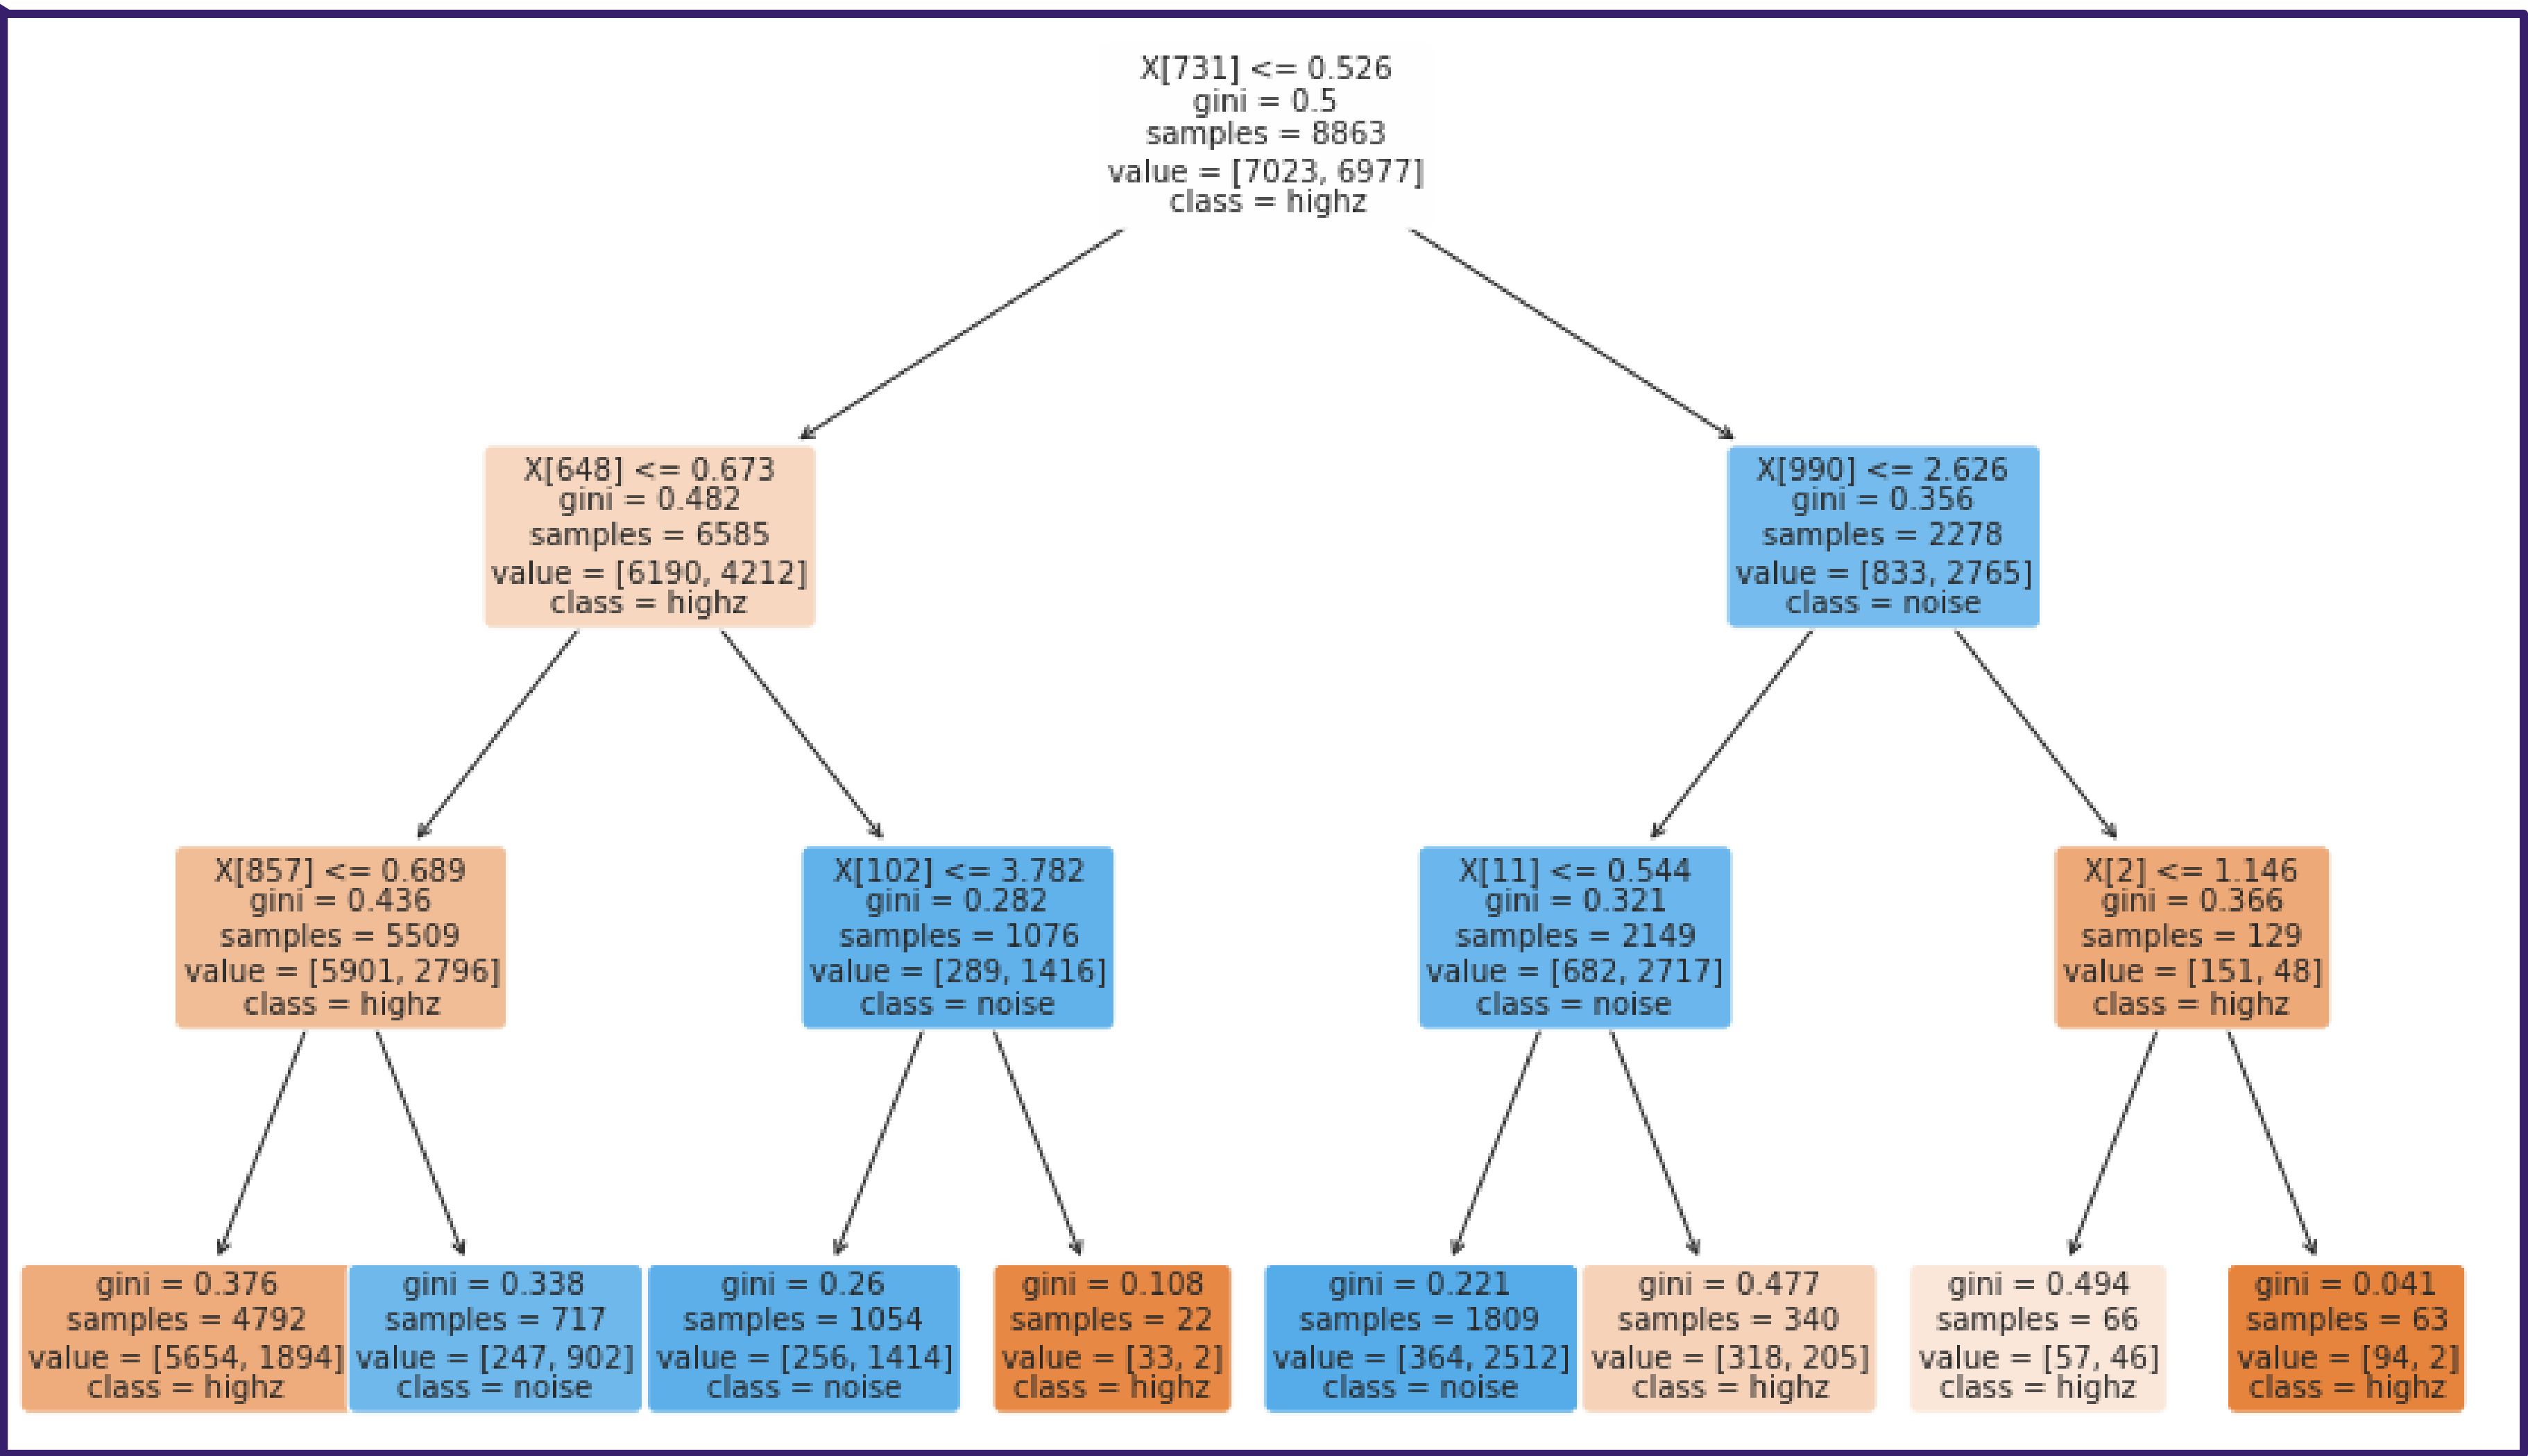 X[731] <= 0.526
gini = 0.5
samples = 8863
value = [7023, 6977]
class = highz
X[648] <= 0.673
gini = 0.482
samples = 6585
value = [6190, 4212]
class = highz
X[990] <= 2.626
gini = 0.356
samples = 2278
value = [833, 2765]
class = noise
X[857] <= 0.689
gini = 0.436
samples = 5509
value = [5901, 2796]
class = highz
X[102] <= 3.782
gini = 0.282
samples = 1076
value = [289, 1416]
class = noise
X[11] <= 0.544
gini = 0.321
samples = 2149
value = [682, 2717]
class = noise
X[2] <= 1.146
gini = 0.366
samples = 129
value = [151, 48]
class = highz
gini = 0.376
samples = 4792
value = [5654, 1894]
class = highz
gini = 0.338
samples = 717
value = [247, 902]
class = noise
gini = 0.26
samples = 1054
value = [256, 1414]
class = noise
gini = 0.108
samples = 22
value = [33, 2]
class = highz
gini = 0.221
samples = 1809
value = [364, 2512]
class = noise
gini = 0.477
samples = 340
value = [318, 205]
class = highz
gini = 0.494
samples = 66
value = [57, 46]
class = highz
gini = 0.041
samples = 63
value = [94, 2]
class = highz